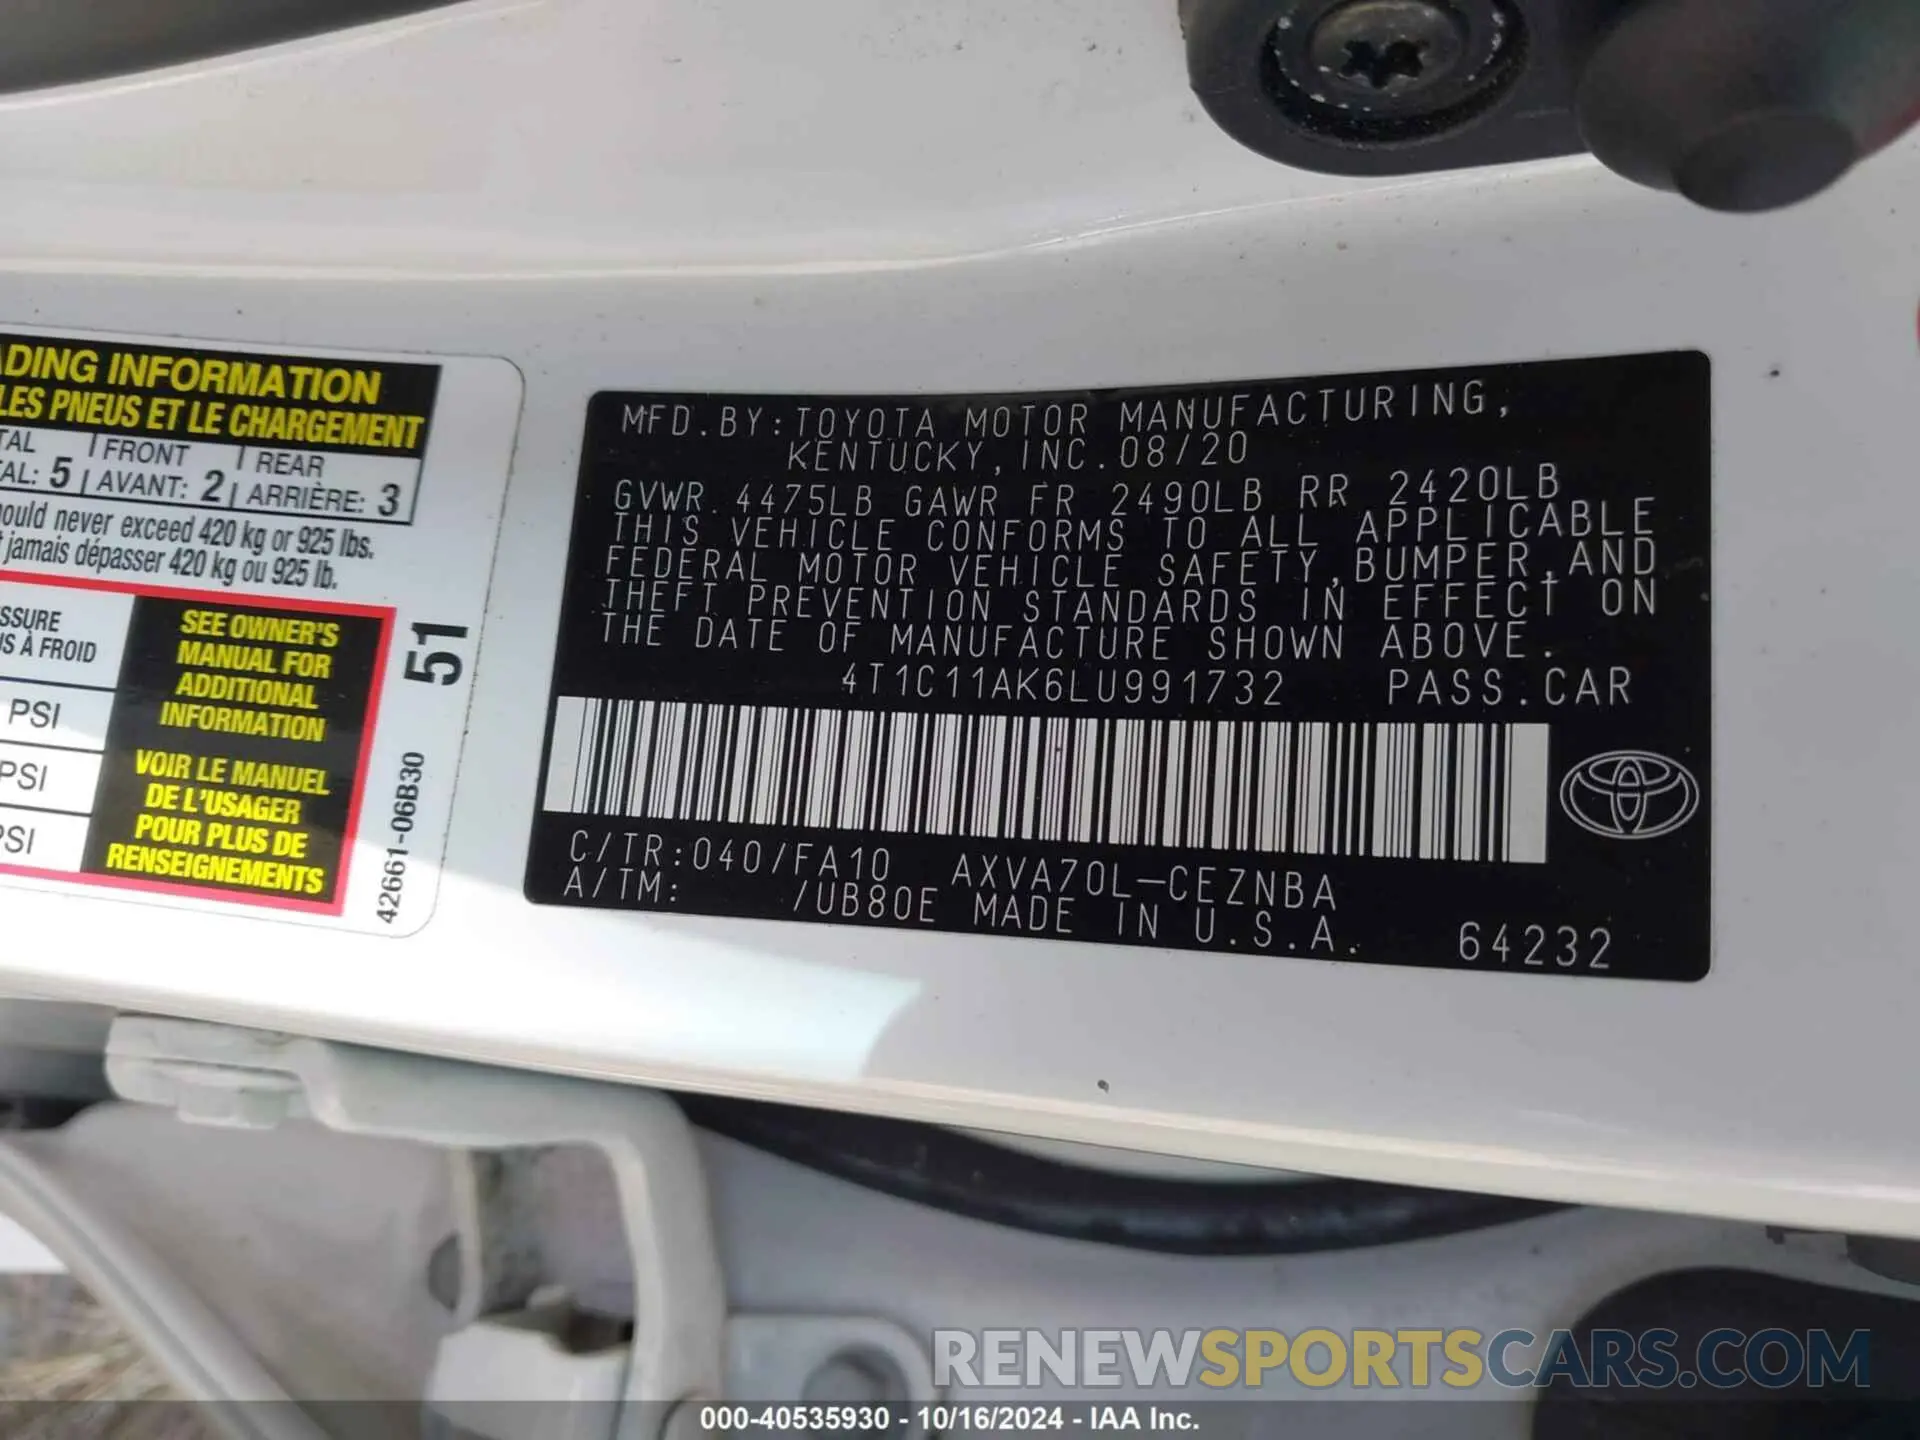 ADING INFORMATION
LES PNEUS ET LE CHARGEMENT
TAL FRONT REAR
AL: 5 AVANT: 2 ARRIÈRE: 3
ould never exceed 420 kg or 925 lbs.
jamais dépasser 420 kg ou 925 lb.
SSURE
S À FROID
PSI
PSI
PSI
SEE OWNER'S
MANUAL FOR
ADDITIONAL
INFORMATION
VOIR LE MANUEL
DE L'USAGER
POUR PLUS DE
RENSEIGNEMENTS
51
42661-06B30
MFD.BY:TOYOTA MOTOR MANUFACTURING,
KENTUCKY,INC.08/20
GVWR. 4475LB GAWR FR 2490LB RR 2420LB
THIS VEHICLE CONFORMS TO ALL APPLICABLE
FEDERAL MOTOR VEHICLE SAFETY,BUMPER,AND
THEFT PREVENTION STANDARDS IN EFFECT ON
THE DATE OF MANUFACTURE SHOWN ABOVE.
4T1C11AK6LU991732 PASS.CAR
C/TR:040/FA10 AXVA70L-CEZNBA
A/TM: /UB80E MADE IN U.S.A. 64232
RENEWSPORTSCARS.COM
000-40535930 - 10/16/2024 - IAA Inc.